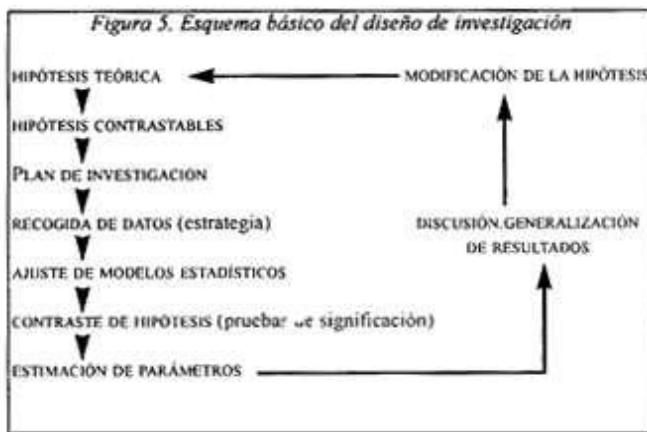 Figura 5. Esquema básico del diseño de investigación
HIPÓTESIS TEÓRICA
MODIFICACIÓN DE LA HIPÓTESIS
HIPÓTESIS CONTRASTABLES
PLAN DE INVESTIGACIÓN
RECOGIDA DE DATOS (estrategia)
DISCUSIÓN, GENERALIZACIÓN
DE RESULTADOS
AJUSTE DE MODELOS ESTADÍSTICOS
CONTRASTE DE HIPÓTESIS (pruebas de significación)
ESTIMACIÓN DE PARÁMETROS